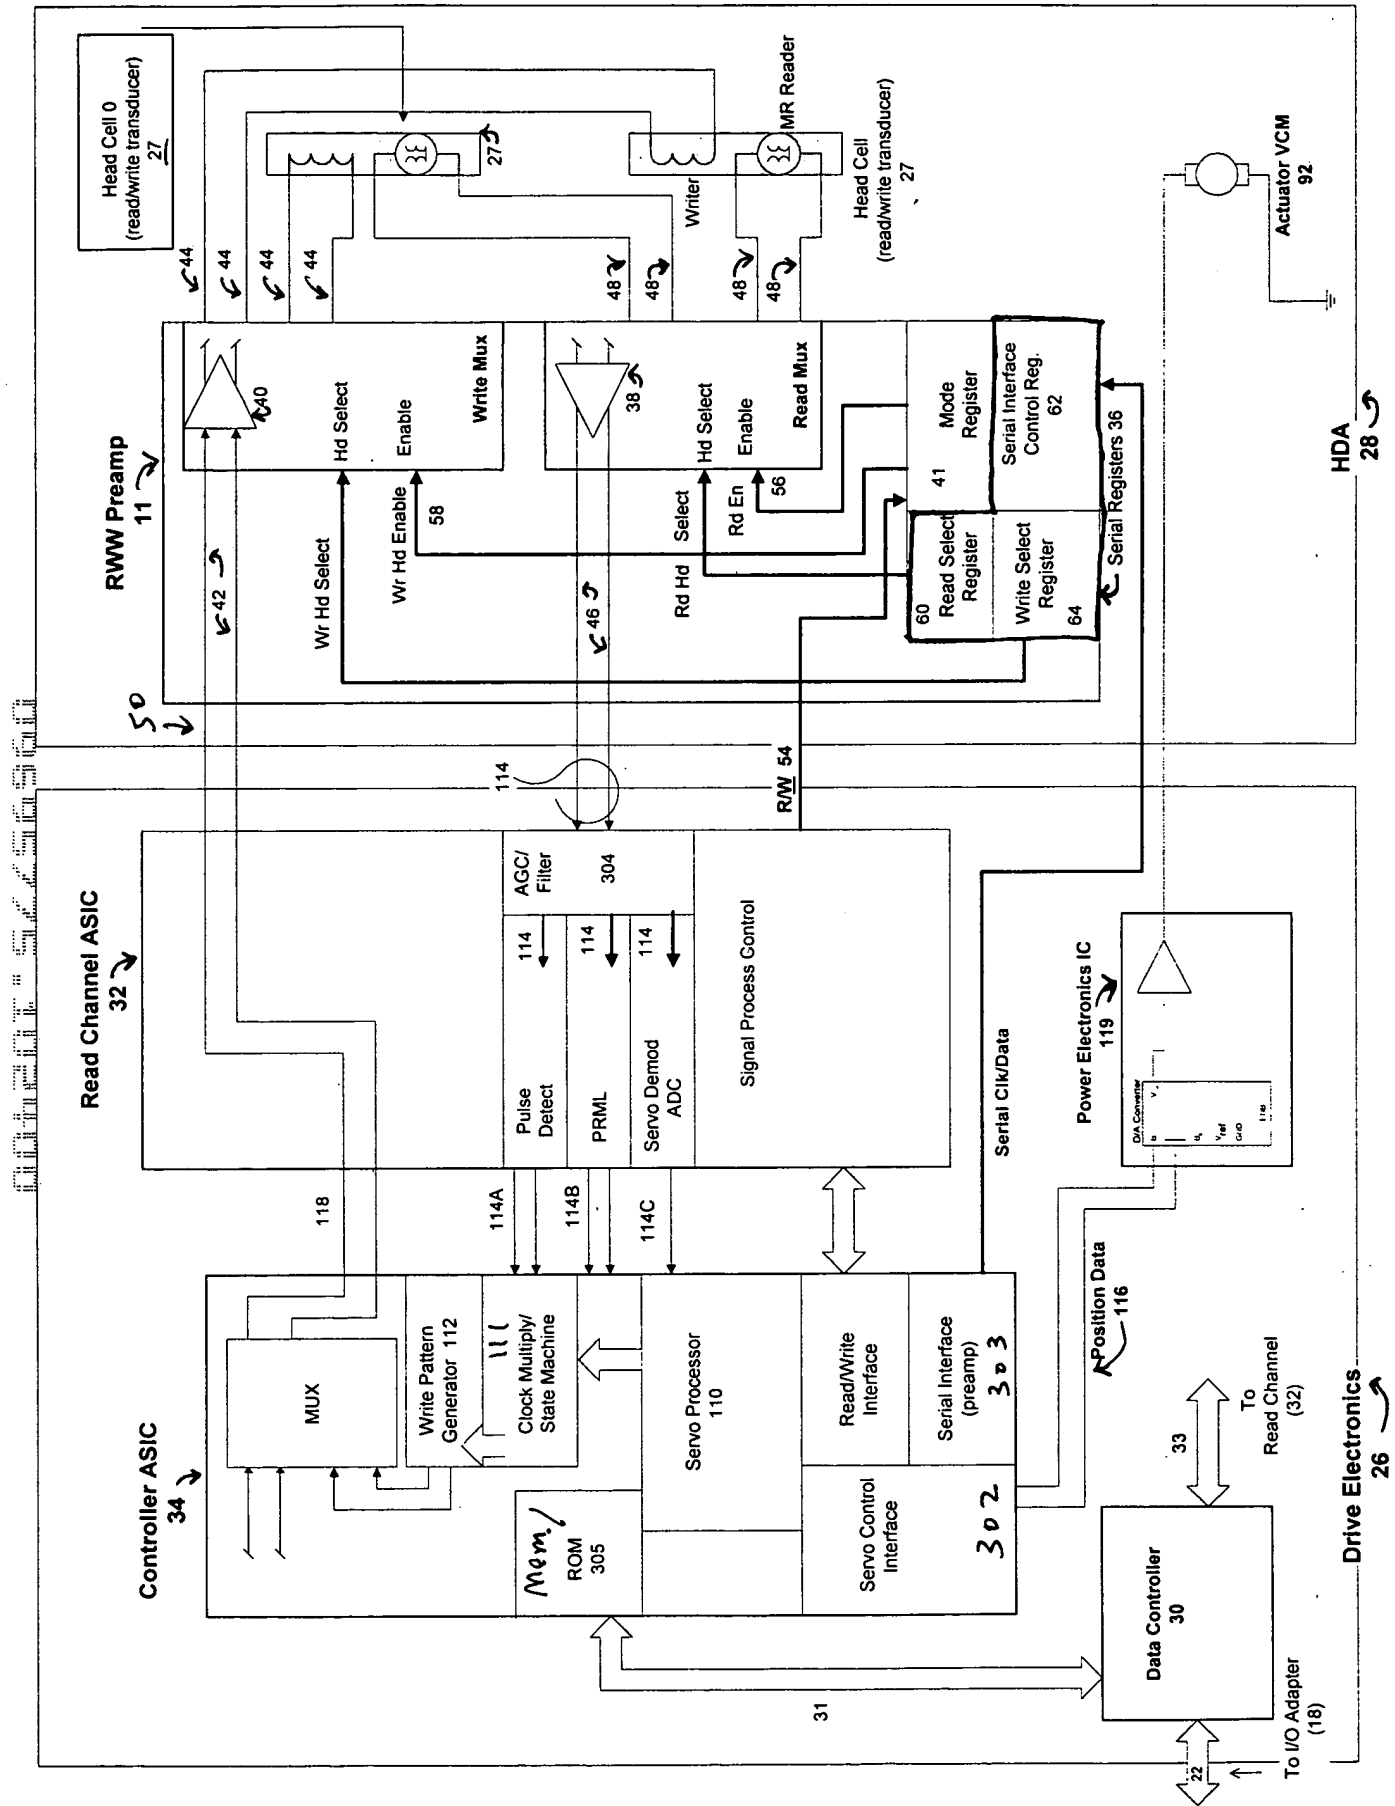 Head Cell 0
(read/write transducer)
27
RWW Preamp
11
50
42
44
44
44
44
40
Hd Select
Enable
Write Mux
Wr Hd Select
Wr Hd Enable
58
27
Writer
MR Reader
Head Cell
(read/write transducer)
27
46
38
Hd Select
Enable
Read Mux
Rd Hd Select
Rd En
56
48
48
48
48
60
Read Select
Register
41
Mode
Register
Write Select
Register
64
Serial Interface
Control Reg.
62
Serial Registers 36
Actuator VCM
92
HDA
28
Read Channel ASIC
32
114
AGC/
Filter
304
114
114
114
Pulse
Detect
PRML
Servo Demod
ADC
Signal Process Control
R/W 54
Serial Clk/Data
Power Electronics IC
119
D/A Converter
Vref
GND
Controller ASIC
34
118
114A
114B
114C
MUX
Write Pattern
Generator 112
111
Clock Multiply/
State Machine
Mem./
ROM
305
Servo Processor
110
Read/Write
Interface
Servo Control
Interface
302
Serial Interface
(preamp)
303
Position Data
116
31
33
To
Read Channel
(32)
Data Controller
30
22
To I/O Adapter
(18)
Drive Electronics
26